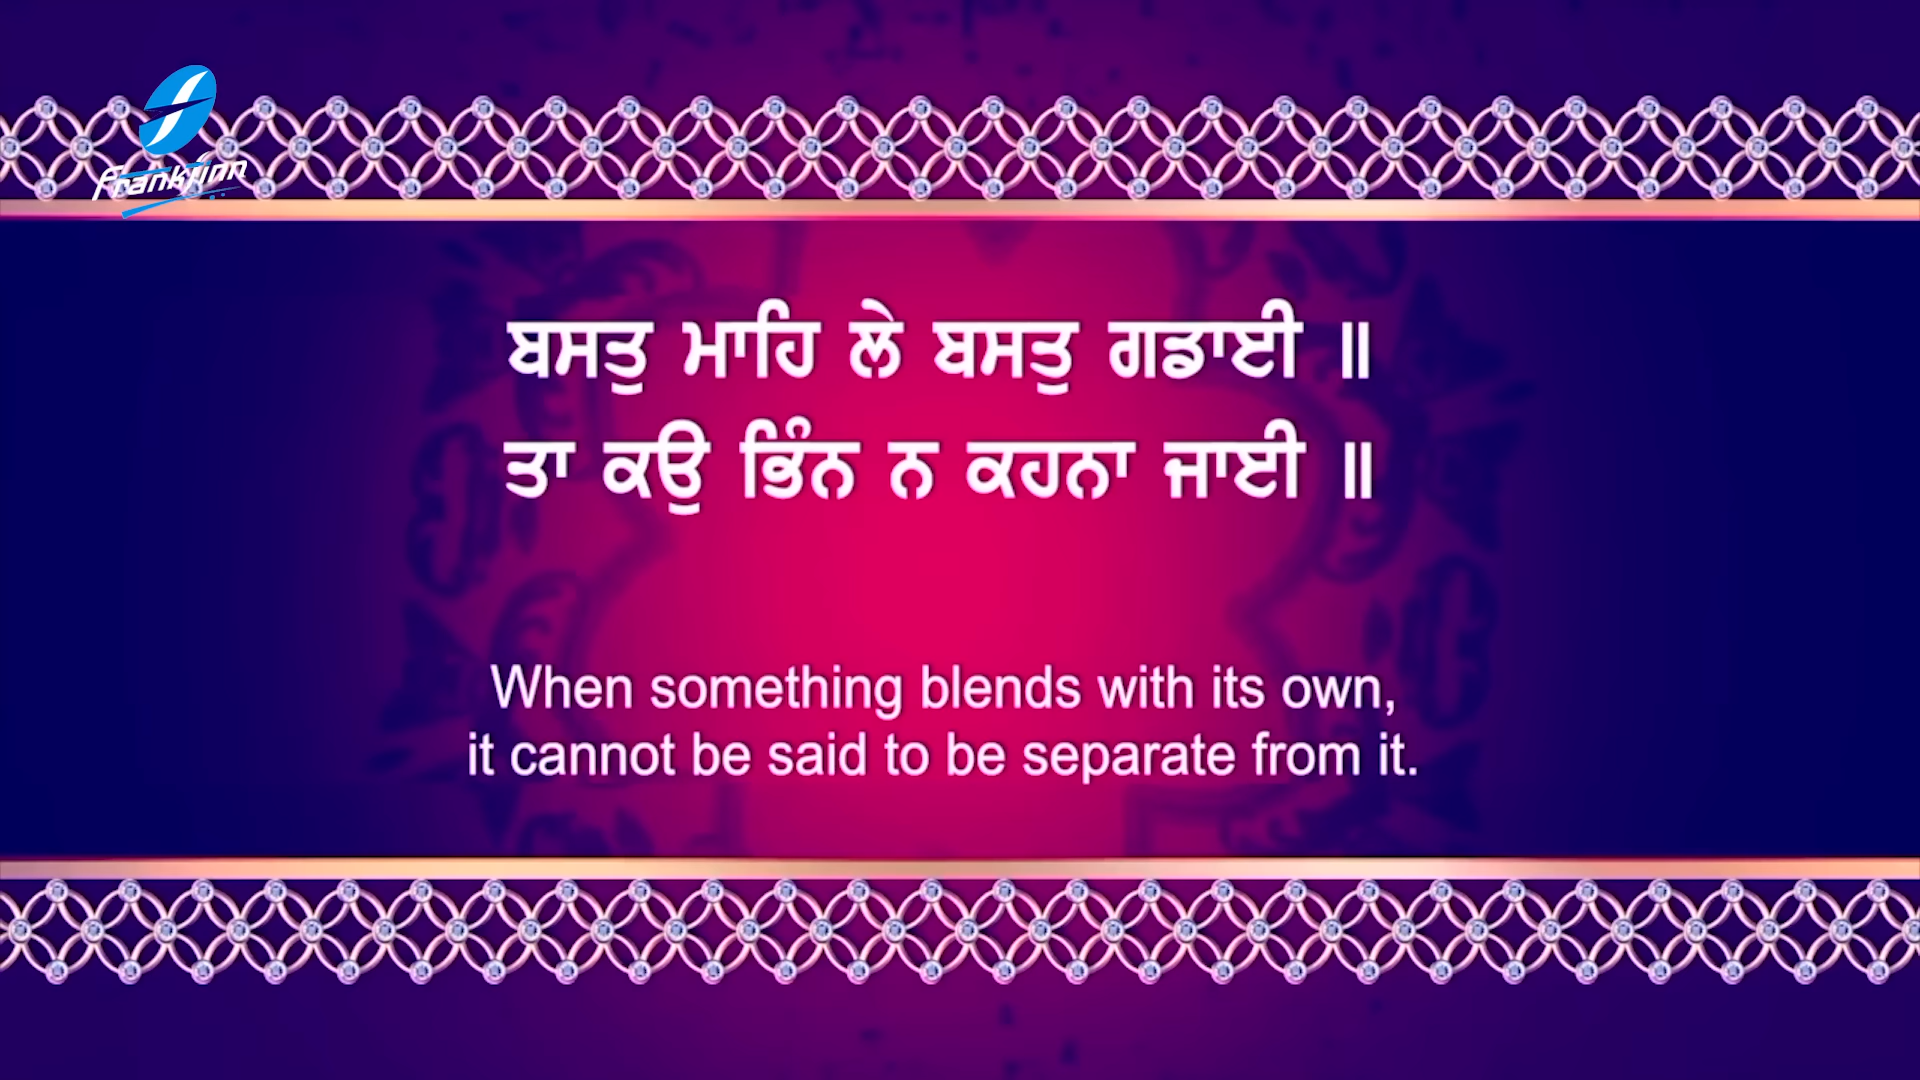 Frankfinn
ਬਸਤੁ ਮਾਹਿ ਲੇ ਬਸਤੁ ਗਡਾਈ ॥
ਤਾ ਕਉ ਭਿੰਨ ਨ ਕਹਨਾ ਜਾਈ ॥
When something blends with its own,
it cannot be said to be separate from it.